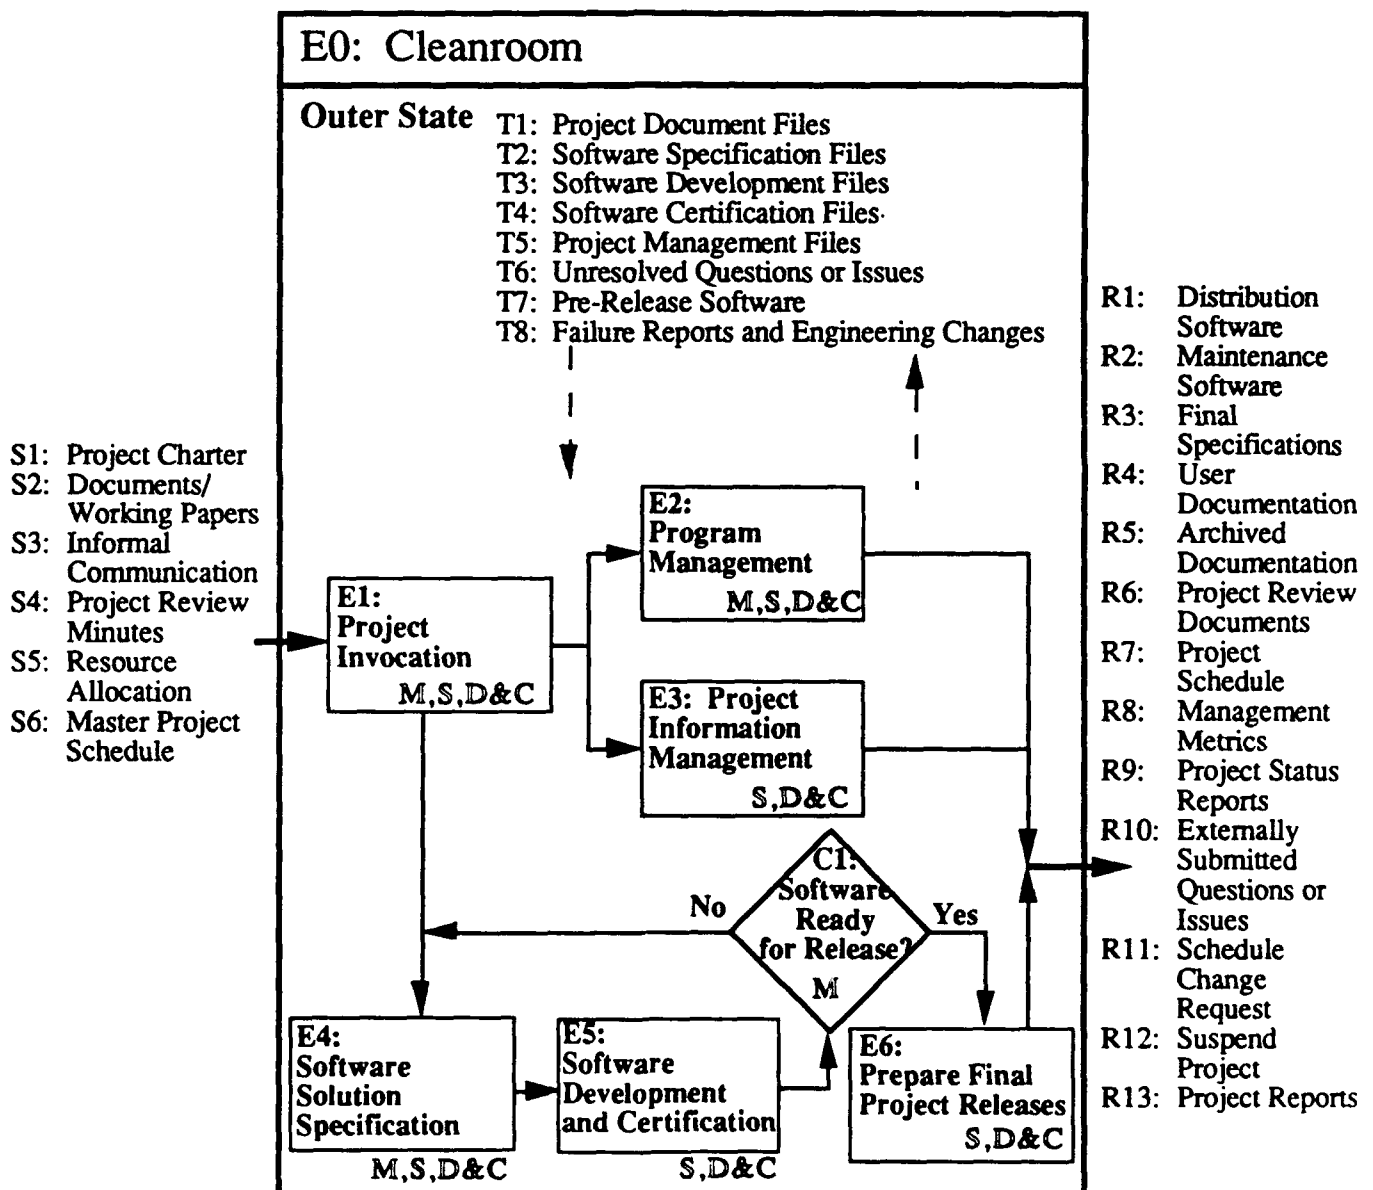 E0: Cleanroom
Outer State
T1: Project Document Files
T2: Software Specification Files
T3: Software Development Files
T4: Software Certification Files
T5: Project Management Files
T6: Unresolved Questions or Issues
T7: Pre-Release Software
T8: Failure Reports and Engineering Changes
S1: Project Charter
S2: Documents/
Working Papers
S3: Informal
Communication
S4: Project Review
Minutes
S5: Resource
Allocation
S6: Master Project
Schedule
E1:
Project
Invocation
M,S,D&C
E2:
Program
Management
M,S,D&C
E3: Project
Information
Management
S,D&C
C1:
Software
Ready
for Release?
M
No
Yes
E4:
Software
Solution
Specification
M,S,D&C
E5:
Software
Development
and Certification
S,D&C
E6:
Prepare Final
Project Releases
S,D&C
R1: Distribution
Software
R2: Maintenance
Software
R3: Final
Specifications
R4: User
Documentation
R5: Archived
Documentation
R6: Project Review
Documents
R7: Project
Schedule
R8: Management
Metrics
R9: Project Status
Reports
R10: Externally
Submitted
Questions or
Issues
R11: Schedule
Change
Request
R12: Suspend
Project
R13: Project Reports